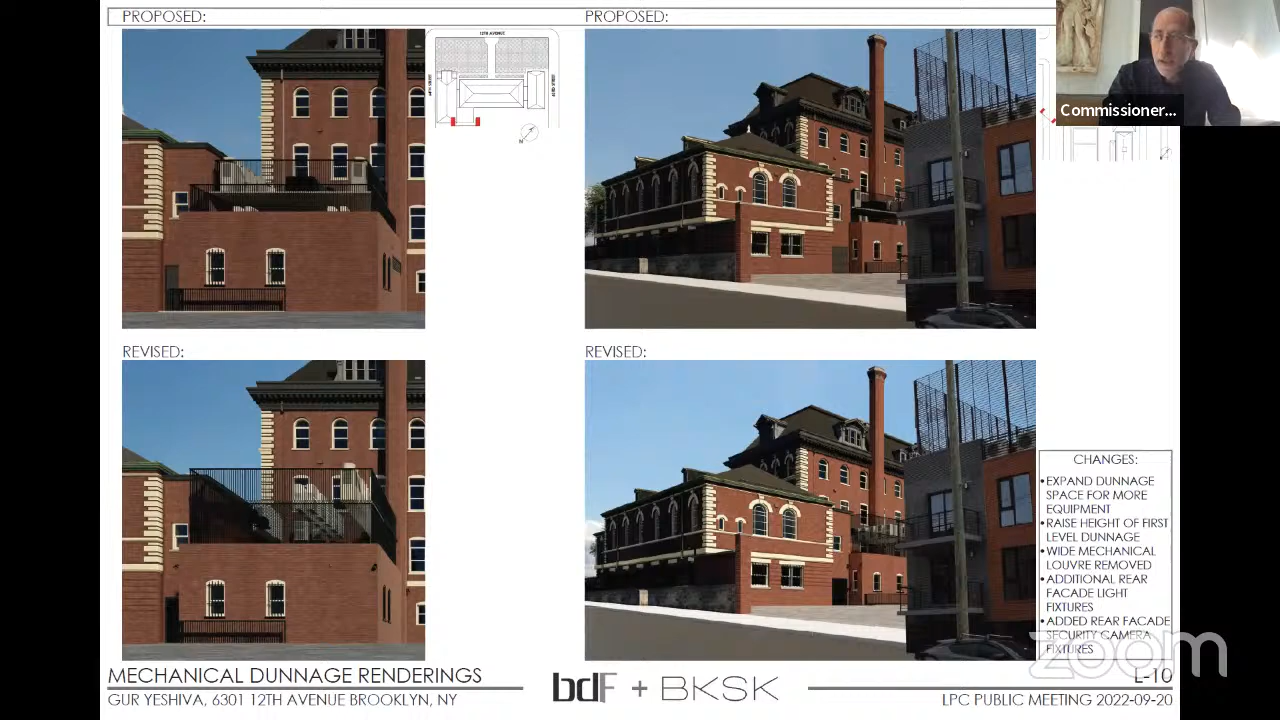 PROPOSED:
PROPOSED:
12TH AVENUE
N
Commissioner...
REVISED:
REVISED:
CHANGES:
•EXPAND DUNNAGE
SPACE FOR MORE
EQUIPMENT
•RAISE HEIGHT OF FIRST
LEVEL DUNNAGE
•WIDE MECHANICAL
LOUVRE REMOVED
•ADDITIONAL REAR
FACADE LIGHT
FIXTURES
•ADDED REAR FACADE
SECURITY CAMERA
FIXTURES
zoom
MECHANICAL DUNNAGE RENDERINGS
L-10
GUR YESHIVA, 6301 12TH AVENUE BROOKLYN, NY
bdF + BKSK
LPC PUBLIC MEETING 2022-09-20